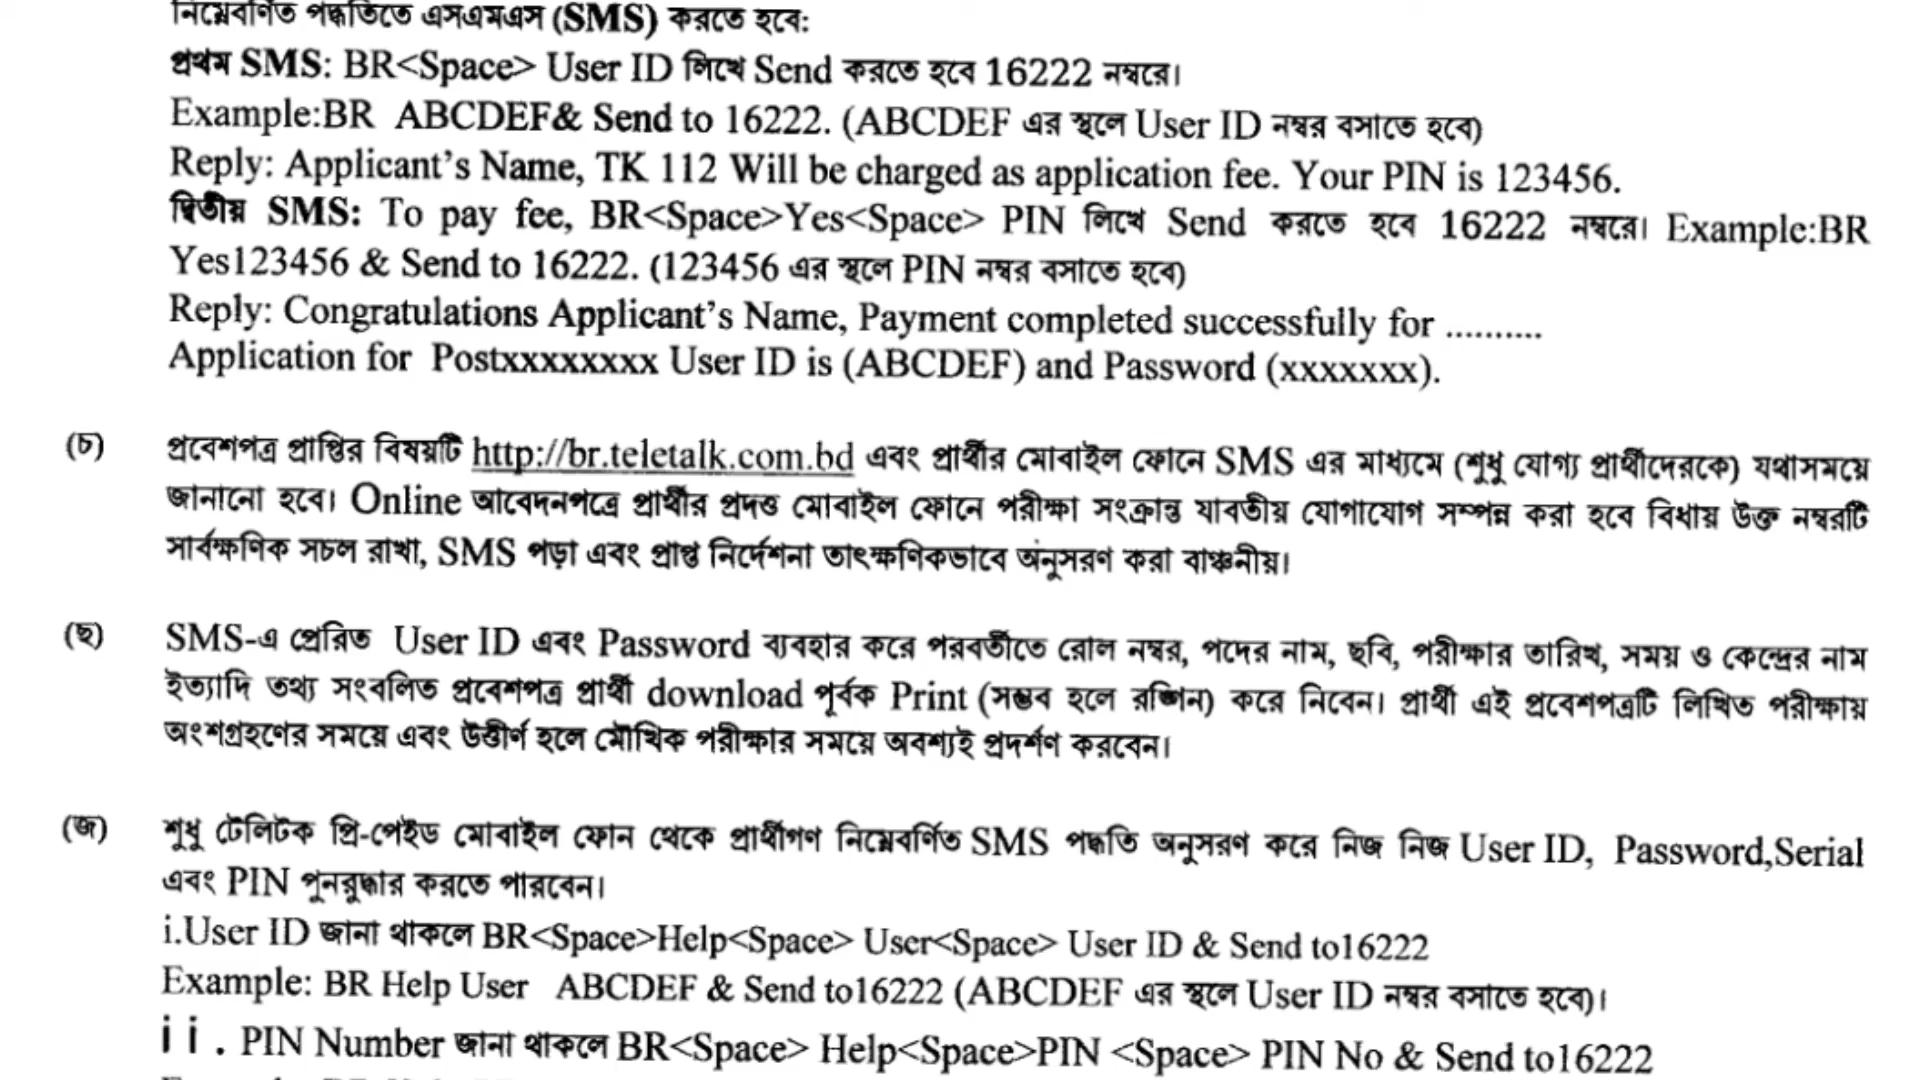 নিম্নেবর্ণিত পদ্ধতিতে এসএমএস (SMS) করতে হবে:
প্রথম SMS: BR<Space> User ID লিখে Send করতে হবে 16222 নম্বরে।
Example:BR ABCDEF& Send to 16222. (ABCDEF এর স্থলে User ID নম্বর বসাতে হবে)
Reply: Applicant's Name, TK 112 Will be charged as application fee. Your PIN is 123456.
দ্বিতীয় SMS: To pay fee, BR<Space>Yes<Space> PIN লিখে Send করতে হবে 16222 নম্বরে। Example:BR
Yes123456 & Send to 16222. (123456 এর স্থলে PIN নম্বর বসাতে হবে)
Reply: Congratulations Applicant's Name, Payment completed successfully for ..........
Application for Postxxxxxxxx User ID is (ABCDEF) and Password (xxxxxxx).
(চ) প্রবেশপত্র প্রাপ্তির বিষয়টি http://br.teletalk.com.bd এবং প্রার্থীর মোবাইল ফোনে SMS এর মাধ্যমে (শুধু যোগ্য প্রার্থীদেরকে) যথাসময়ে
জানানো হবে। Online আবেদনপত্রে প্রার্থীর প্রদত্ত মোবাইল ফোনে পরীক্ষা সংক্রান্ত যাবতীয় যোগাযোগ সম্পন্ন করা হবে বিধায় উক্ত নম্বরটি
সার্বক্ষণিক সচল রাখা, SMS পড়া এবং প্রাপ্ত নির্দেশনা তাৎক্ষণিকভাবে অনুসরণ করা বাঞ্চনীয়।
(ছ) SMS-এ প্রেরিত User ID এবং Password ব্যবহার করে পরবর্তীতে রোল নম্বর, পদের নাম, ছবি, পরীক্ষার তারিখ, সময় ও কেন্দ্রের নাম
ইত্যাদি তথ্য সংবলিত প্রবেশপত্র প্রার্থী download পূর্বক Print (সম্ভব হলে রঙ্গিন) করে নিবেন। প্রার্থী এই প্রবেশপত্রটি লিখিত পরীক্ষায়
অংশগ্রহণের সময়ে এবং উত্তীর্ণ হলে মৌখিক পরীক্ষার সময়ে অবশ্যই প্রদর্শণ করবেন।
(জ) শুধু টেলিটক প্রি-পেইড মোবাইল ফোন থেকে প্রার্থীগণ নিম্নেবর্ণিত SMS পদ্ধতি অনুসরণ করে নিজ নিজ User ID, Password,Serial
এবং PIN পুনরুদ্ধার করতে পারবেন।
i.User ID জানা থাকলে BR<Space>Help<Space> User<Space> User ID & Send to16222
Example: BR Help User ABCDEF & Send to16222 (ABCDEF এর স্থলে User ID নম্বর বসাতে হবে)।
ii. PIN Number জানা থাকলে BR<Space> Help<Space>PIN <Space> PIN No & Send to16222